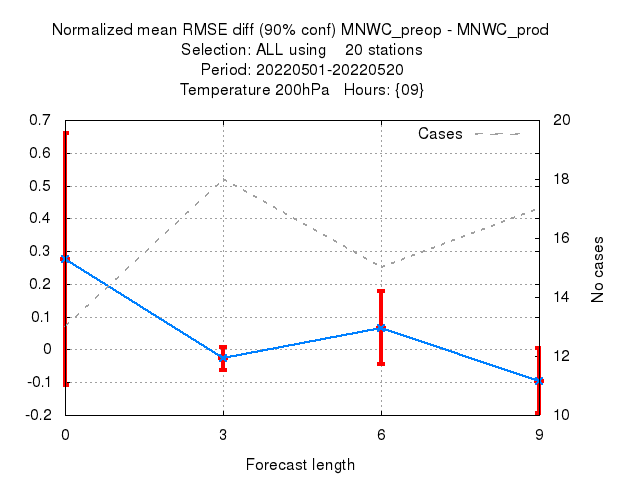 Normalized mean RMSE diff (90% conf) MNWC_preop - MNWC_prod
Selection: ALL using    20 stations
Period: 20220501-20220520
Temperature 200hPa   Hours: {09}
Cases
0.7
0.6
0.5
0.4
0.3
0.2
0.1
0
-0.1
-0.2
20
18
16
14
12
10
No cases
0 3 6 9
Forecast length